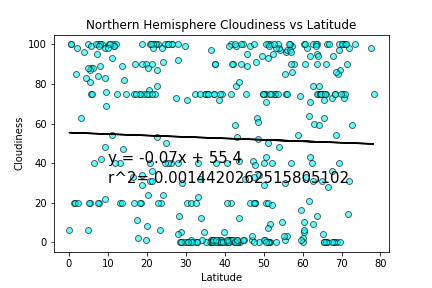 Northern Hemisphere Cloudiness vs Latitude
100
80
60
40
20
0
Cloudiness
y = -0.07x + 55.4
r^2=-0.0014420262515805102
0 10 20 30 40 50 60 70 80
Latitude